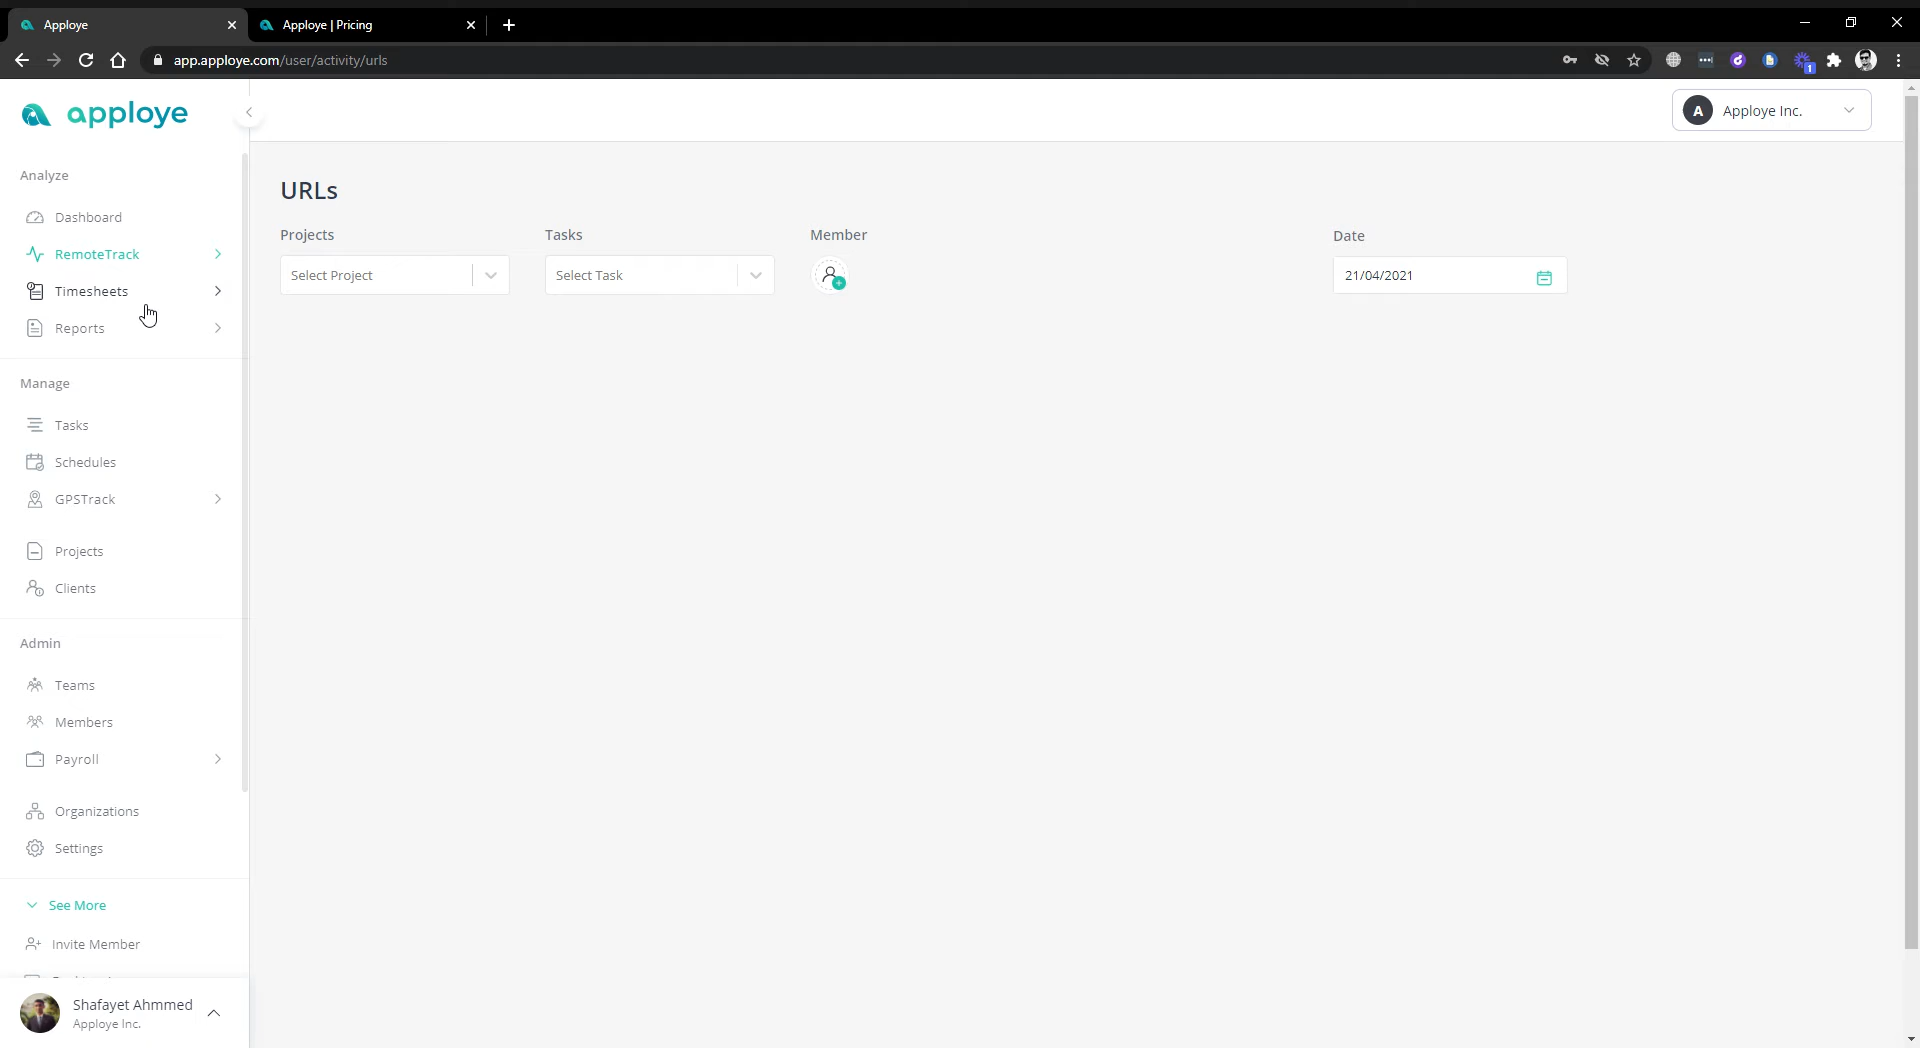 Apploye
Apploye | Pricing
app.apploye.com/user/activity/urls
1
apploye
A
Apploye Inc.
Analyze
Dashboard
RemoteTrack
Timesheets
Reports
Manage
Tasks
Schedules
GPSTrack
Projects
Clients
Admin
Teams
Members
Payroll
Organizations
Settings
See More
Invite Member
Shafayet Ahmmed
Apploye Inc.
URLs
Projects
Tasks
Member
Date
Select Project
Select Task
21/04/2021